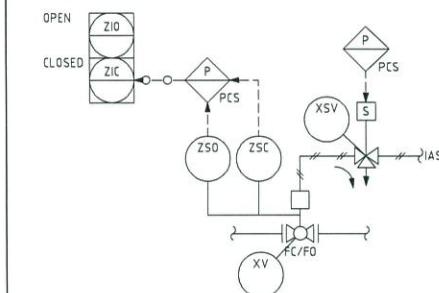 OPEN
ZIO
CLOSED
ZIC
P
PCS
P
PCS
XSV
S
ZSO
ZSC
IAS
FC/FO
XV